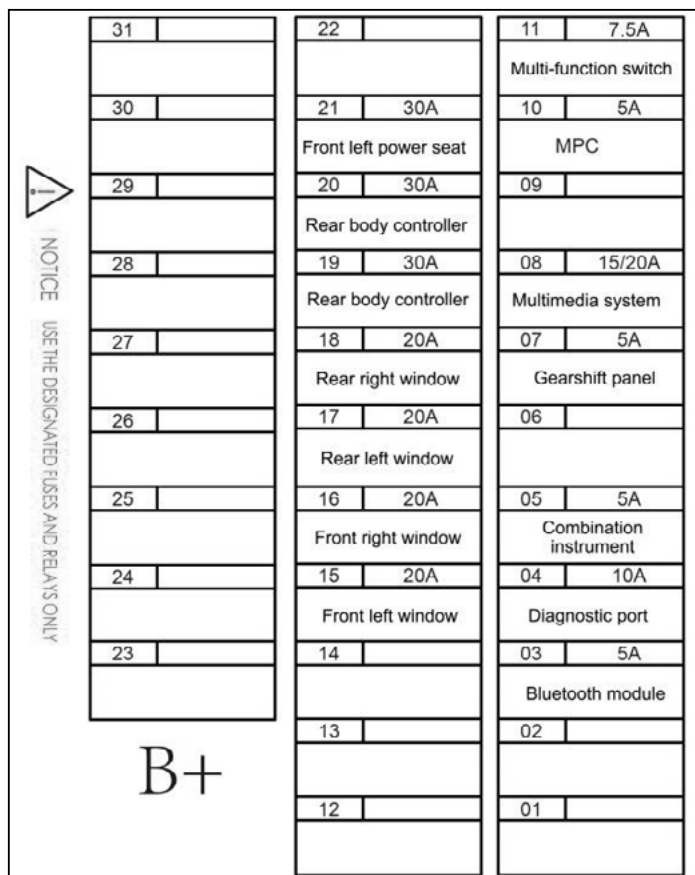 31
30
29
28
27
26
25
24
23
B+
22
21 30A
Front left power seat
20 30A
Rear body controller
19 30A
Rear body controller
18 20A
Rear right window
17 20A
Rear left window
16 20A
Front right window
15 20A
Front left window
14
13
12
11 7.5A
Multi-function switch
10 5A
MPC
09
08 15/20A
Multimedia system
07 5A
Gearshift panel
06
05 5A
Combination
instrument
04 10A
Diagnostic port
03 5A
Bluetooth module
02
01
! NOTICE USE THE DESIGNATED FUSES AND RELAYS ONLY